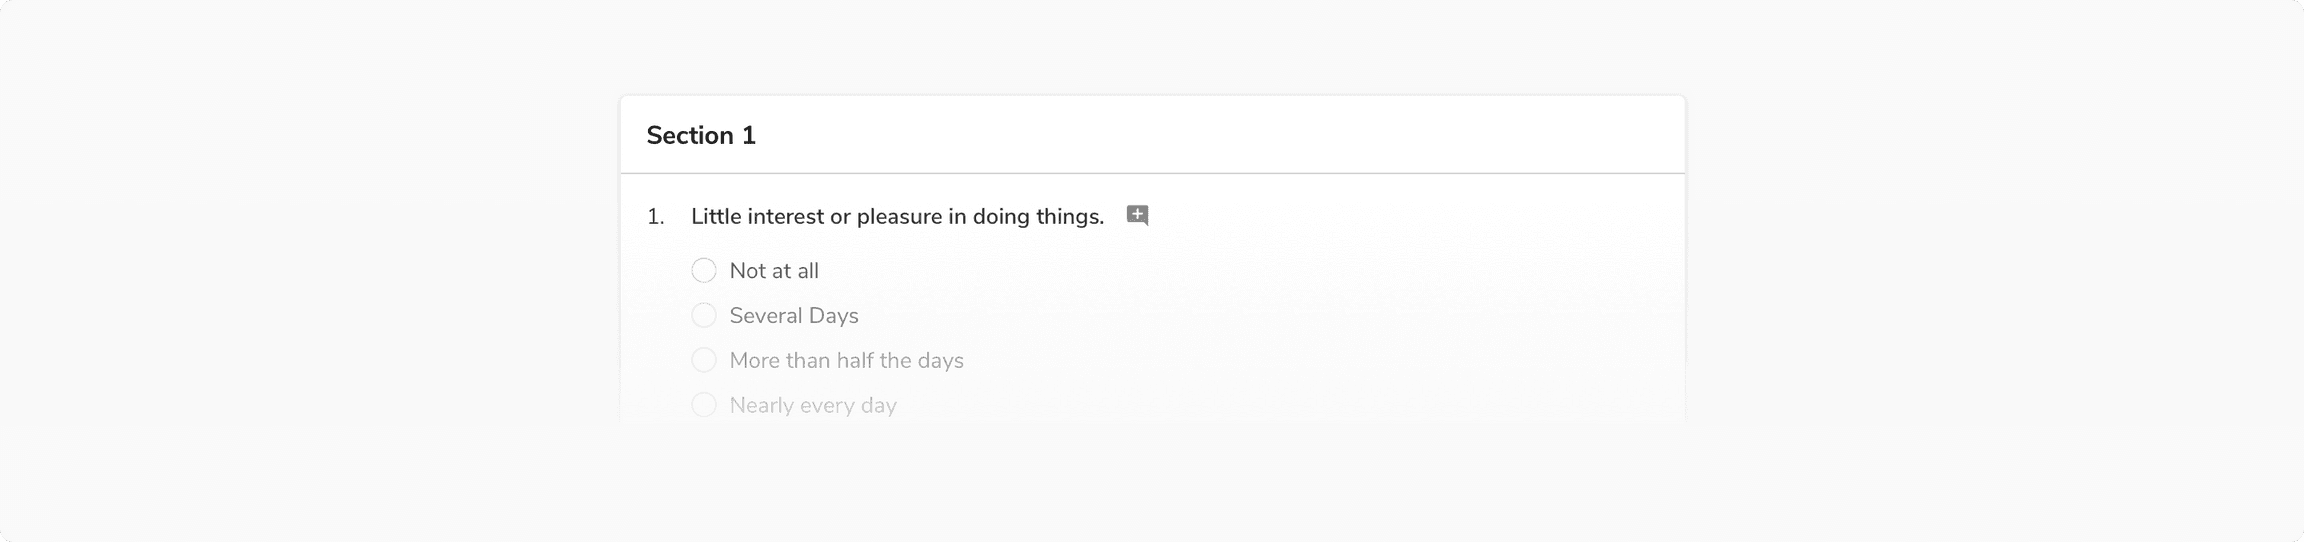 Section 1
1. Little interest or pleasure in doing things.
Not at all
Several Days
More than half the days
Nearly every day